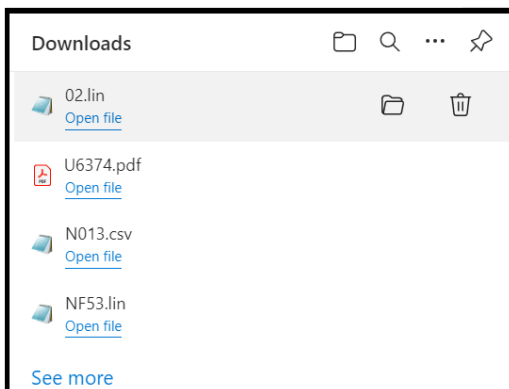 Downloads
02.lin
Open file
U6374.pdf
Open file
N013.csv
Open file
NF53.lin
Open file
See more